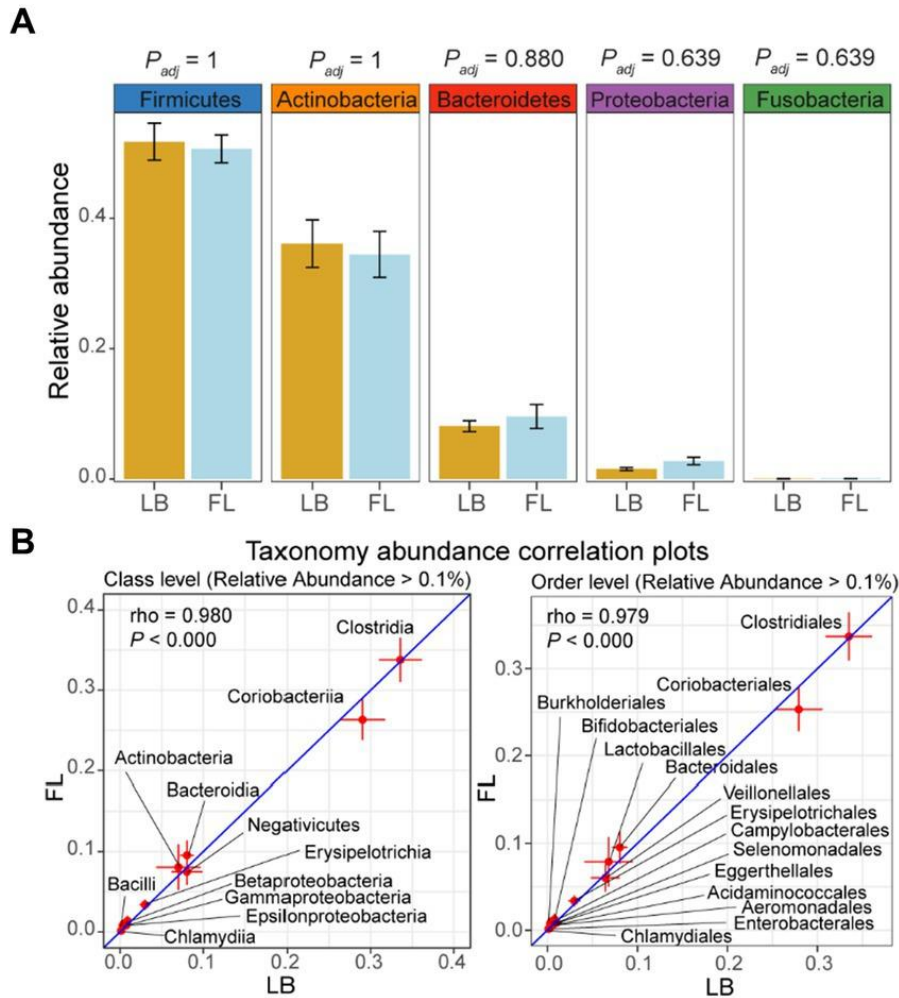 A
P adj = 1
P adj = 1
P adj = 0.880
P adj = 0.639
P adj = 0.639
Firmicutes
Actinobacteria
Bacteroidetes
Proteobacteria
Fusobacteria
Relative abundance
0.4
0.2
0.0
LB FL
LB FL
LB FL
LB FL
LB FL
B
Taxonomy abundance correlation plots
Class level (Relative Abundance > 0.1%)
rho = 0.980
P < 0.000
Clostridia
Coriobacteriia
Actinobacteria
Bacteroidia
Negativicutes
Erysipelotrichia
Bacilli
Betaproteobacteria
Gammaproteobacteria
Epsilonproteobacteria
Chlamydiia
FL
0.4
0.3
0.2
0.1
0.0
0.0 0.1 0.2 0.3 0.4
LB
Order level (Relative Abundance > 0.1%)
rho = 0.979
P < 0.000
Clostridiales
Coriobacteriales
Burkholderiales
Bifidobacteriales
Lactobacillales
Bacteroidales
Veillonellales
Erysipelotrichales
Campylobacterales
Selenomonadales
Eggerthellales
Acidaminococcales
Aeromonadales
Enterobacterales
Chlamydiales
FL
0.3
0.2
0.1
0.0
0.0 0.1 0.2 0.3
LB